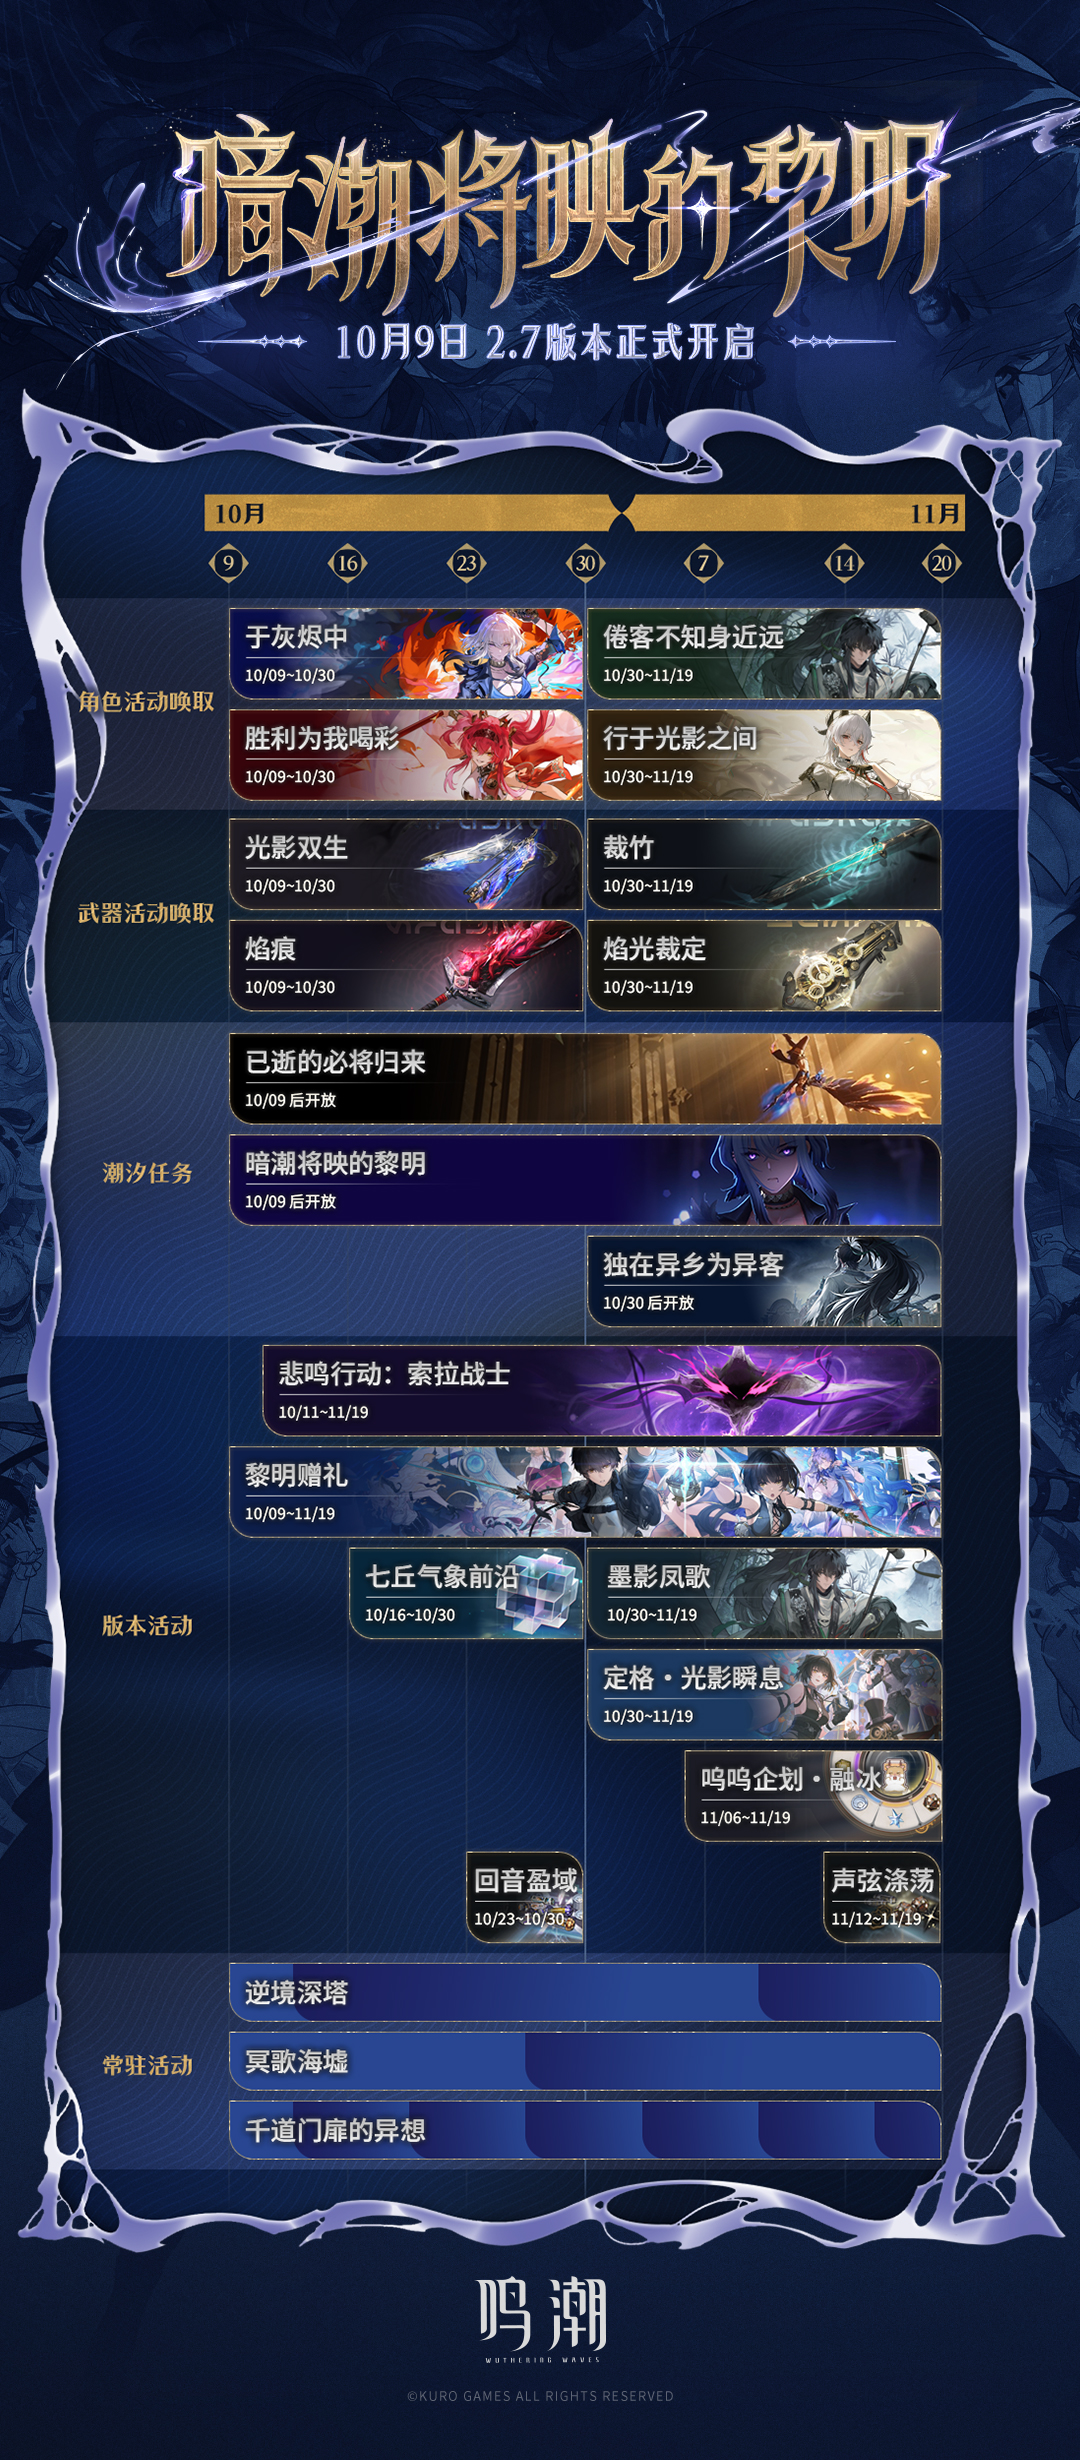 暗潮将映的黎明
10月9日 2.7版本正式开启
10月 11月
9 16 23 30 7 14 20
角色活动唤取
于灰烬中
10/09~10/30
倦客不知身近远
10/30~11/19
胜利为我喝彩
10/09~10/30
行于光影之间
10/30~11/19
武器活动唤取
光影双生
10/09~10/30
裁竹
10/30~11/19
焰痕
10/09~10/30
焰光裁定
10/30~11/19
潮汐任务
已逝的必将归来
10/09 后开放
暗潮将映的黎明
10/09 后开放
独在异乡为异客
10/30 后开放
版本活动
悲鸣行动：索拉战士
10/11~11/19
黎明赠礼
10/09~11/19
七丘气象前沿
10/16~10/30
墨影凤歌
10/30~11/19
定格·光影瞬息
10/30~11/19
呜呜企划·融冰
11/06~11/19
回音盈域
10/23~10/30
声弦涤荡
11/12~11/19
常驻活动
逆境深塔
冥歌海墟
千道门扉的异想
鸣潮
WUTHERING WAVES
©KURO GAMES ALL RIGHTS RESERVED